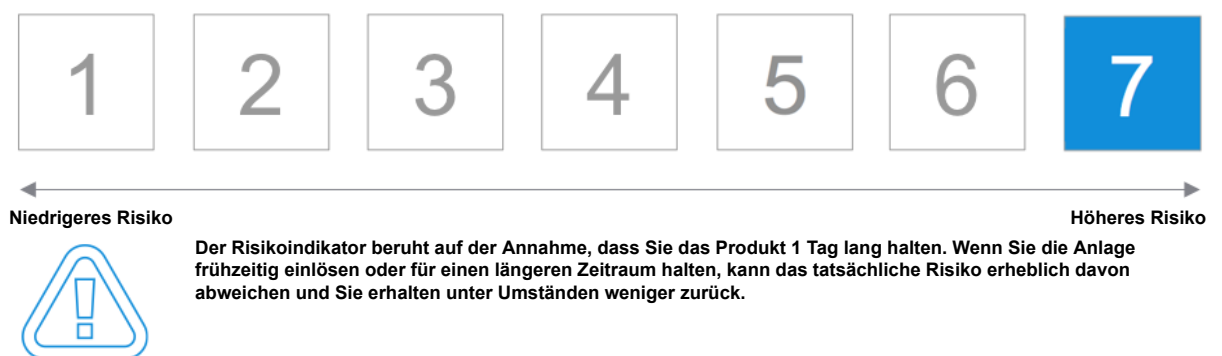 1 2 3 4 5 6 7
Niedrigeres Risiko Höheres Risiko
Der Risikoindikator beruht auf der Annahme, dass Sie das Produkt 1 Tag lang halten. Wenn Sie die Anlage
frühzeitig einlösen oder für einen längeren Zeitraum halten, kann das tatsächliche Risiko erheblich davon
abweichen und Sie erhalten unter Umständen weniger zurück.